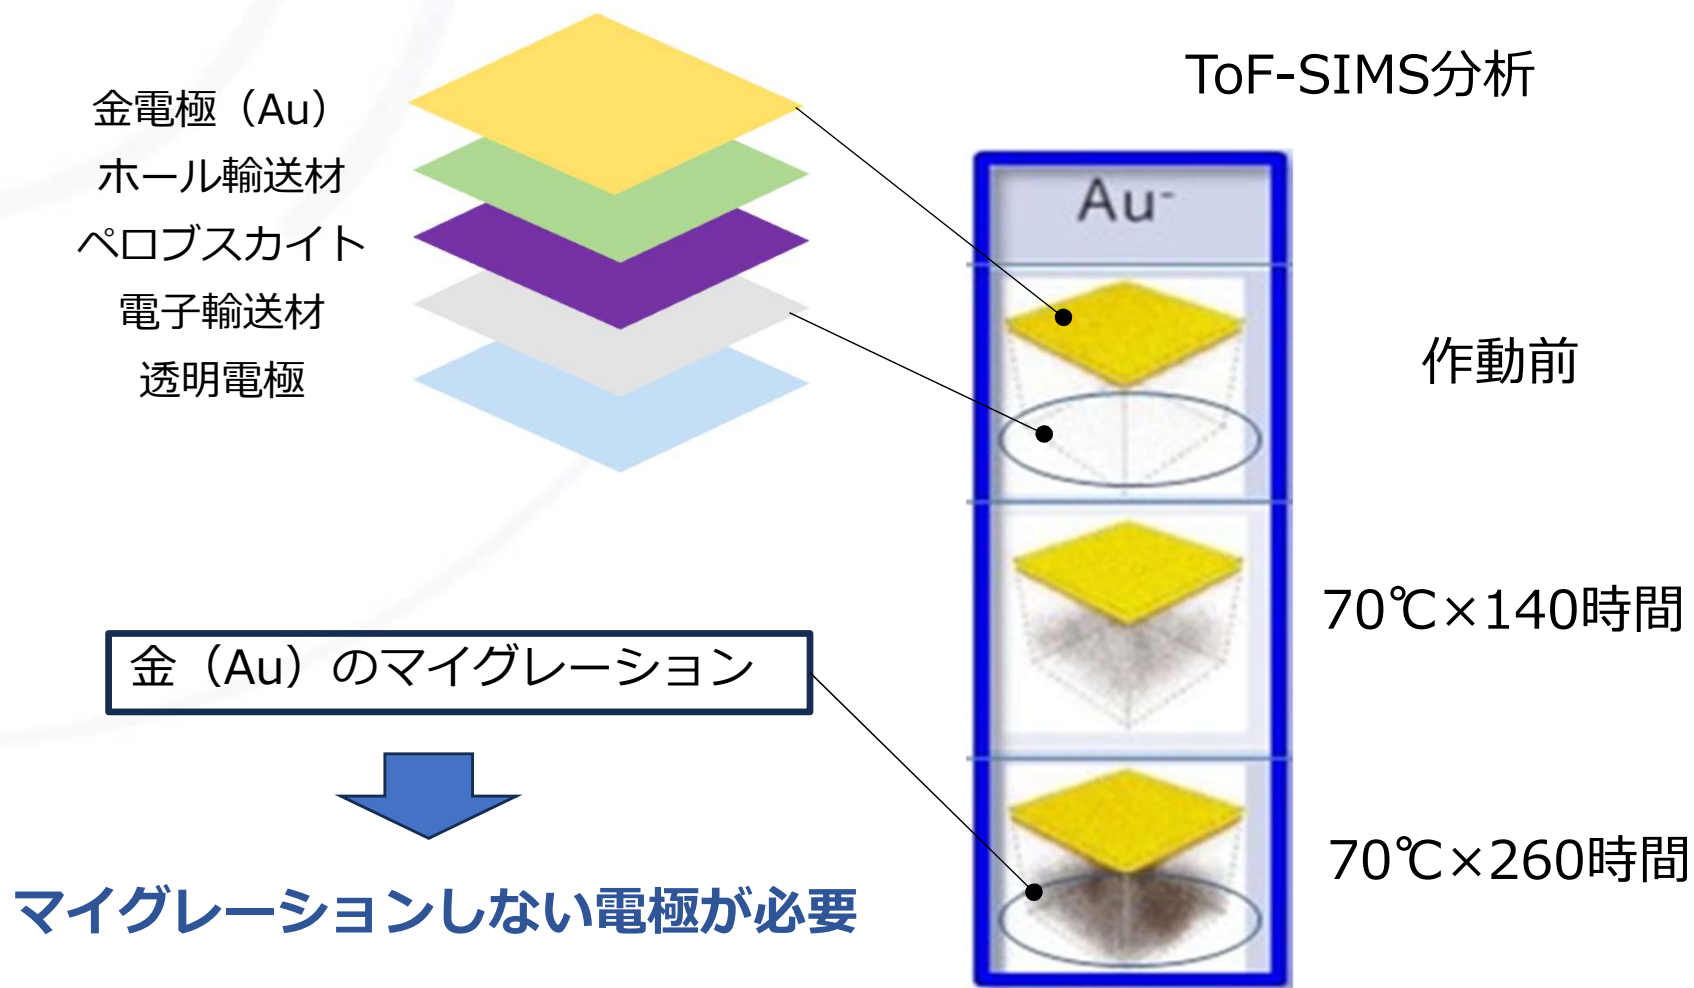 ToF-SIMS分析
金電極（Au）
ホール輸送材
ペロブスカイト
電子輸送材
透明電極
Au⁻
作動前
70℃×140時間
70℃×260時間
金（Au）のマイグレーション
マイグレーションしない電極が必要